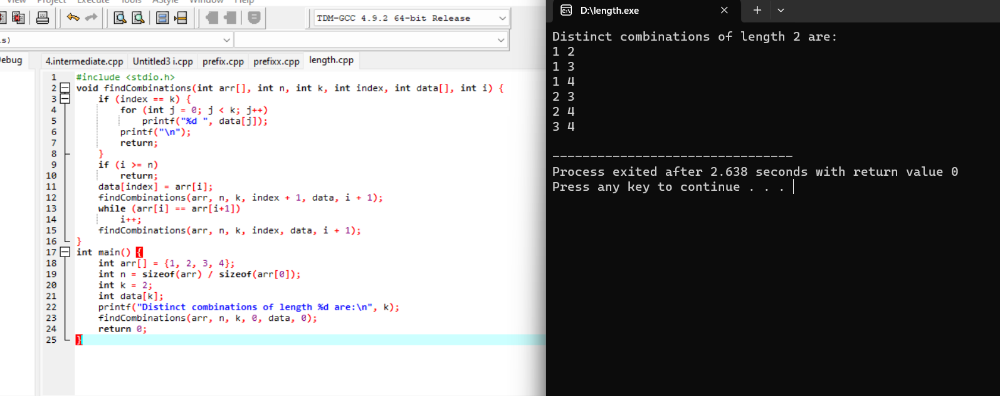 View Project Execute Tools AStyle Window Help
TDM-GCC 4.9.2 64-bit Release
s)
ebug
4.intermediate.cpp Untitled3 i.cpp prefix.cpp prefixx.cpp length.cpp
1 #include <stdio.h>
2 void findCombinations(int arr[], int n, int k, int index, int data[], int i) {
3 if (index == k) {
4 for (int j = 0; j < k; j++)
5 printf("%d ", data[j]);
6 printf("\n");
7 return;
8 }
9 if (i >= n)
10 return;
11 data[index] = arr[i];
12 findCombinations(arr, n, k, index + 1, data, i + 1);
13 while (arr[i] == arr[i+1])
14 i++;
15 findCombinations(arr, n, k, index, data, i + 1);
16 }
17 int main() {
18 int arr[] = {1, 2, 3, 4};
19 int n = sizeof(arr) / sizeof(arr[0]);
20 int k = 2;
21 int data[k];
22 printf("Distinct combinations of length %d are:\n", k);
23 findCombinations(arr, n, k, 0, data, 0);
24 return 0;
25 }
D:\length.exe
Distinct combinations of length 2 are:
1 2
1 3
1 4
2 3
2 4
3 4
--------------------------------
Process exited after 2.638 seconds with return value 0
Press any key to continue . . .